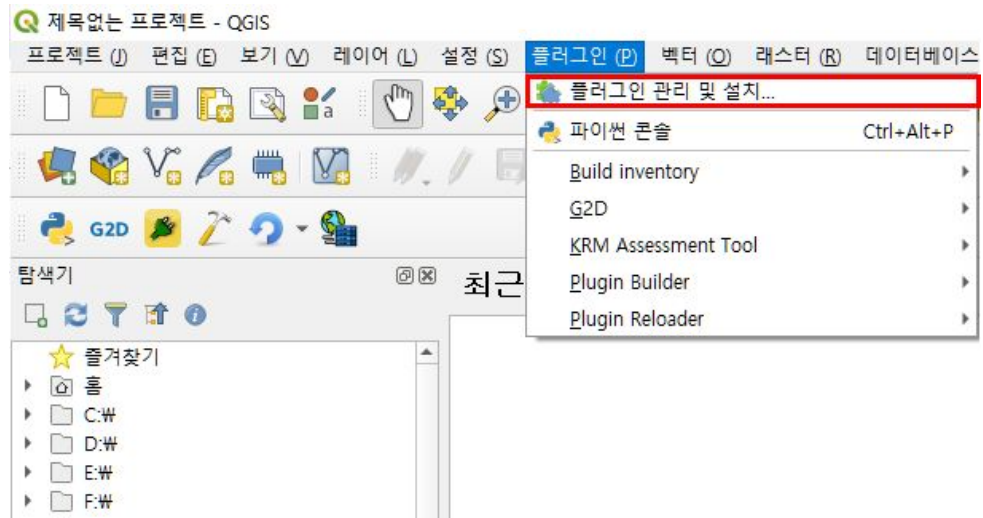 제목없는 프로젝트 - QGIS
프로젝트 (J) 편집 (E) 보기 (V) 레이어 (L) 설정 (S) 플러그인 (P) 벡터 (O) 래스터 (R) 데이터베이스
플러그인 관리 및 설치...
파이썬 콘솔 Ctrl+Alt+P
Build inventory
G2D
KRM Assessment Tool
Plugin Builder
Plugin Reloader
a
G2D
탐색기
최근
즐겨찾기
홈
C:₩
D:₩
E:₩
F:₩